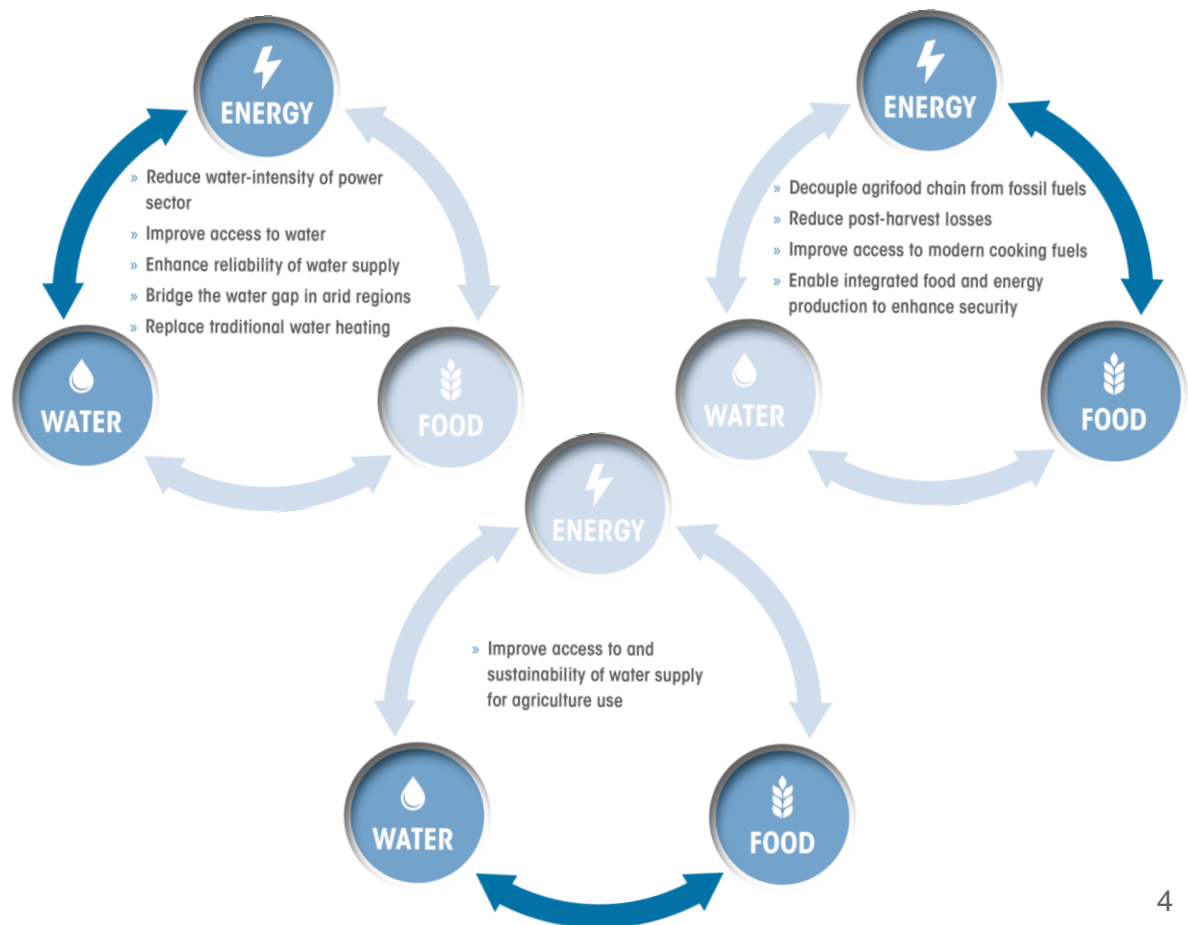 ENERGY
» Reduce water-intensity of power
sector
» Improve access to water
» Enhance reliability of water supply
» Bridge the water gap in arid regions
» Replace traditional water heating
WATER
FOOD
ENERGY
» Decouple agrifood chain from fossil fuels
» Reduce post-harvest losses
» Improve access to modern cooking fuels
» Enable integrated food and energy
production to enhance security
WATER
FOOD
ENERGY
» Improve access to and
sustainability of water supply
for agriculture use
WATER
FOOD
4